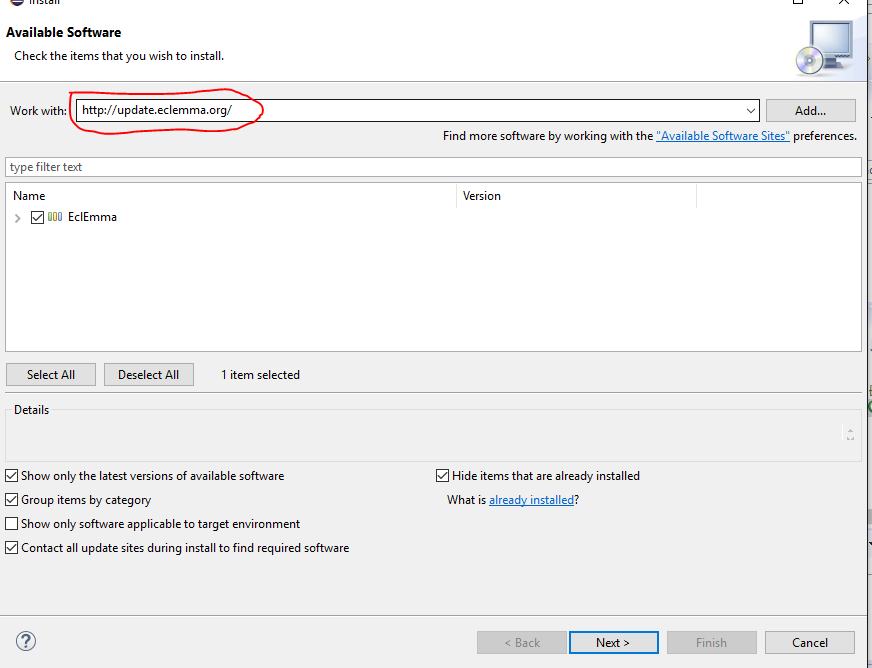 Install
Available Software
Check the items that you wish to install.
Work with: http://update.eclemma.org/ Add...
Find more software by working with the "Available Software Sites" preferences.
type filter text
Name Version
EclEmma
Select All Deselect All 1 item selected
Details
Show only the latest versions of available software Hide items that are already installed
Group items by category What is already installed?
Show only software applicable to target environment
Contact all update sites during install to find required software
? < Back Next > Finish Cancel